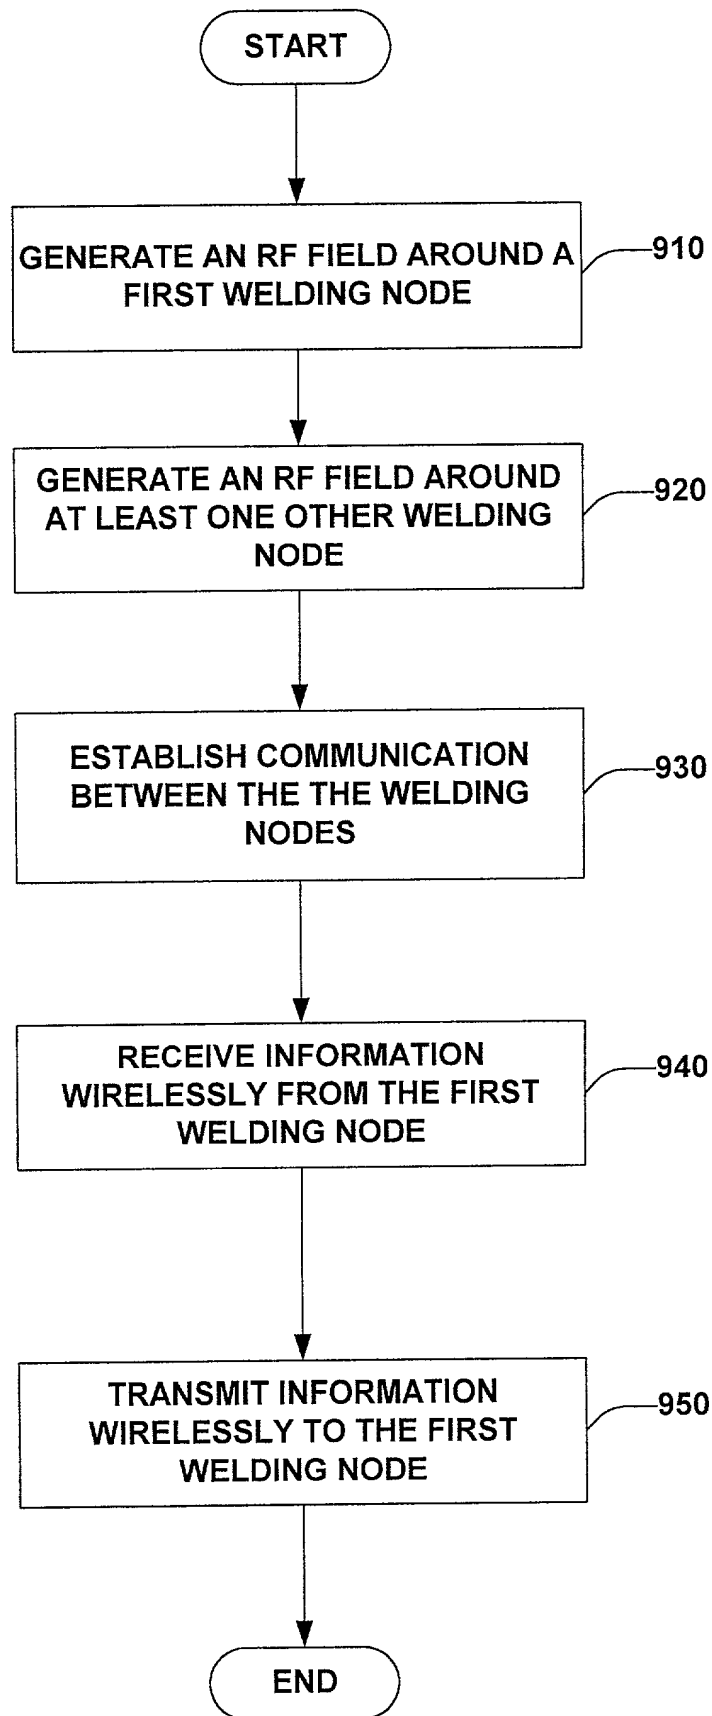 START
GENERATE AN RF FIELD AROUND A
FIRST WELDING NODE
910
GENERATE AN RF FIELD AROUND
AT LEAST ONE OTHER WELDING
NODE
920
ESTABLISH COMMUNICATION
BETWEEN THE THE WELDING
NODES
930
RECEIVE INFORMATION
WIRELESSLY FROM THE FIRST
WELDING NODE
940
TRANSMIT INFORMATION
WIRELESSLY TO THE FIRST
WELDING NODE
950
END